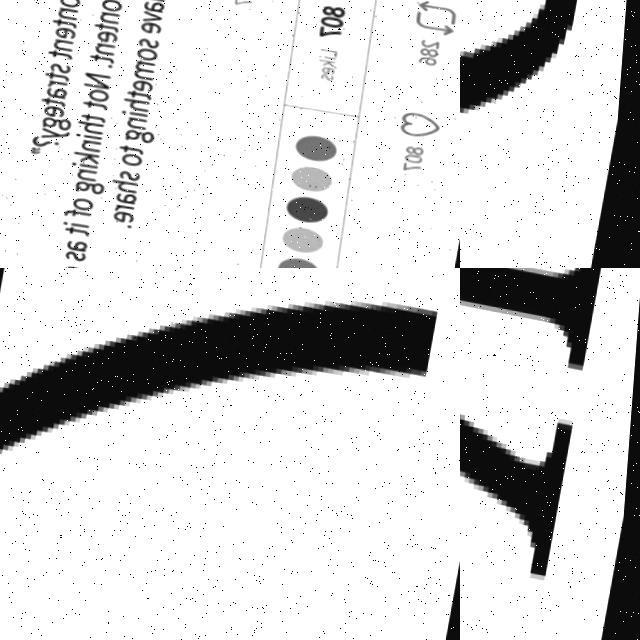 ontent strategy?"
ontent. Not thinking of it as
ave something to share.
807 Likes
286 807